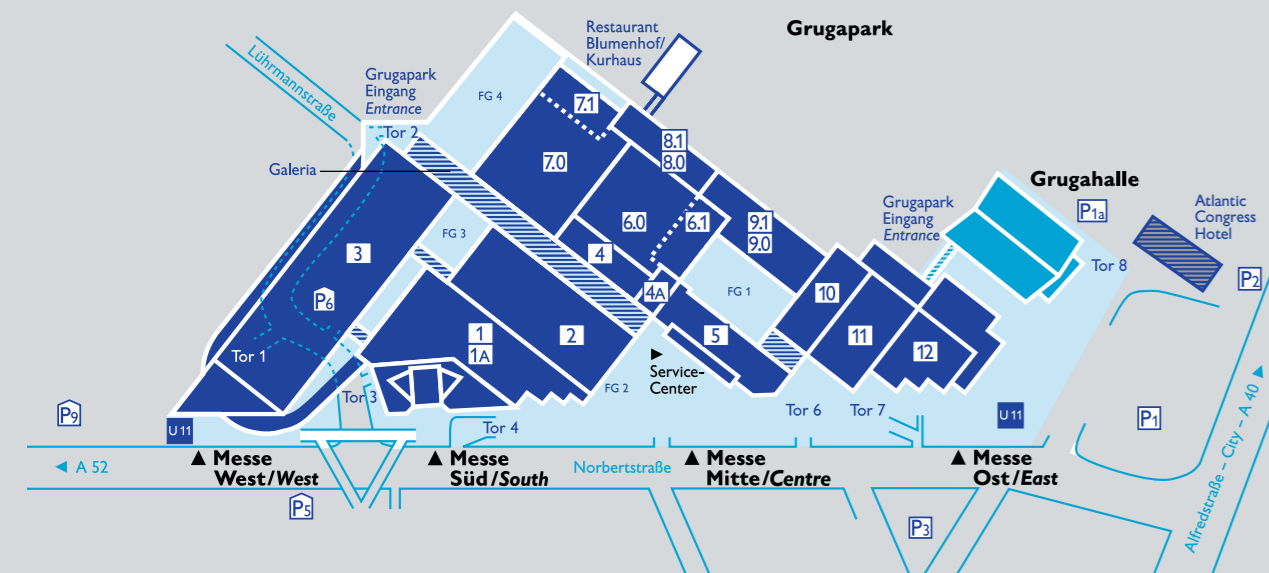 Grugapark
Restaurant
Blumenhof/
Kurhaus
Lührmannstraße
Grugapark
Eingang
Entrance
FG 4
7.1
Tor 2
8.1
8.0
7.0
Galeria
Grugahalle
Grugapark
Eingang
Entrance
P1a
Atlantic
Congress
Hotel
6.0
6.1
9.1
9.0
FG 3
3
4
Tor 8
P2
4A
FG 1
10
P6
1
1A
2
5
11
12
Tor 1
Service-
Center
FG 2
Tor 3
Tor 6
Tor 7
U 11
P1
P9
U 11
Tor 4
Alfredstraße – City – A 40
A 52
Messe
West/West
Messe
Süd/South
Norbertstraße
Messe
Mitte/Centre
Messe
Ost/East
P5
P3